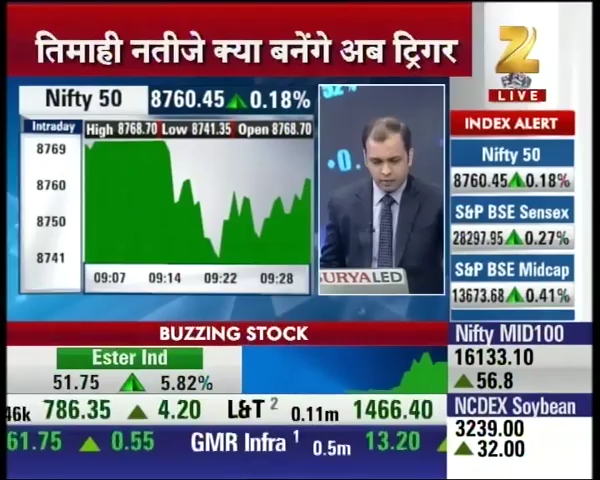 तिमाही नतीजे क्या बनेंगे अब ट्रिगर
LIVE
Nifty 50 8760.45 ▲ 0.18%
Intraday High 8768.70 Low 8741.35 Open 8768.70
8769
8760
8750
8741
09:07 09:14 09:22 09:28
SURYA LED
INDEX ALERT
Nifty 50
8760.45 ▲ 0.18%
S&P BSE Sensex
28297.95 ▲ 0.27%
S&P BSE Midcap
13673.68 ▲ 0.41%
BUZZING STOCK
Ester Ind
51.75 ▲ 5.82%
Nifty MID100
16133.10
▲ 56.8
46k 786.35 ▲ 4.20 L&T 2 0.11m 1466.40
61.75 ▲ 0.55 GMR Infra 1 0.5m 13.20 ▲
NCDEX Soybean
3239.00
▲ 32.00